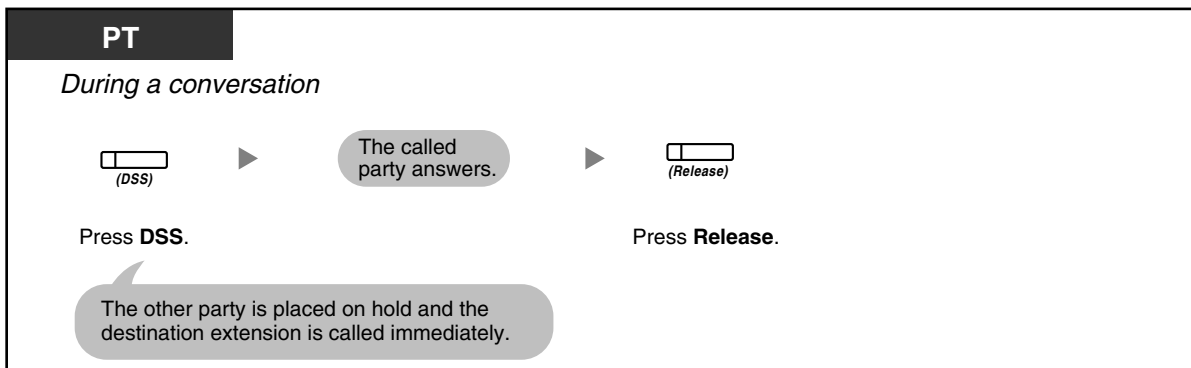 PT
During a conversation
The called
party answers.
(DSS)
(Release)
Press DSS.
Press Release.
The other party is placed on hold and the
destination extension is called immediately.